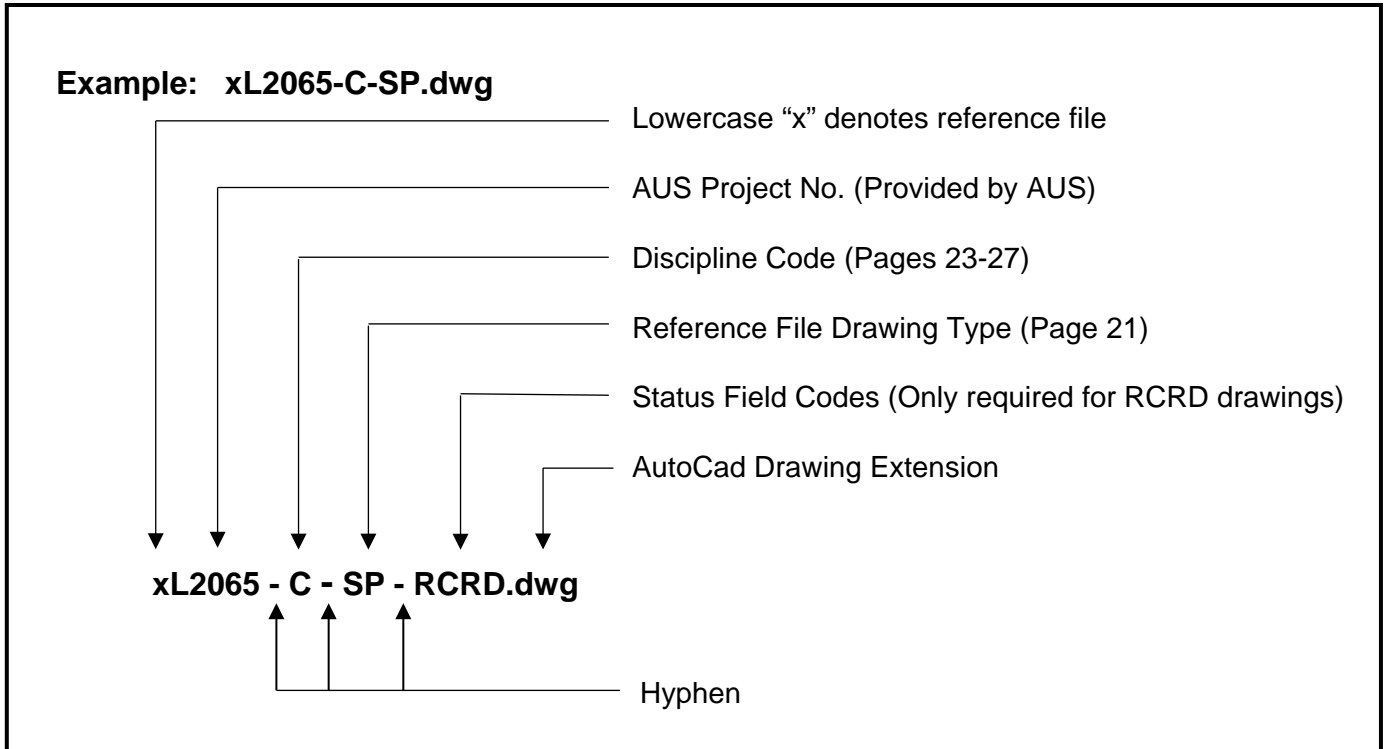 Example: xL2065-C-SP.dwg
Lowercase “x” denotes reference file
AUS Project No. (Provided by AUS)
Discipline Code (Pages 23-27)
Reference File Drawing Type (Page 21)
Status Field Codes (Only required for RCRD drawings)
AutoCad Drawing Extension
xL2065 - C - SP - RCRD.dwg
Hyphen